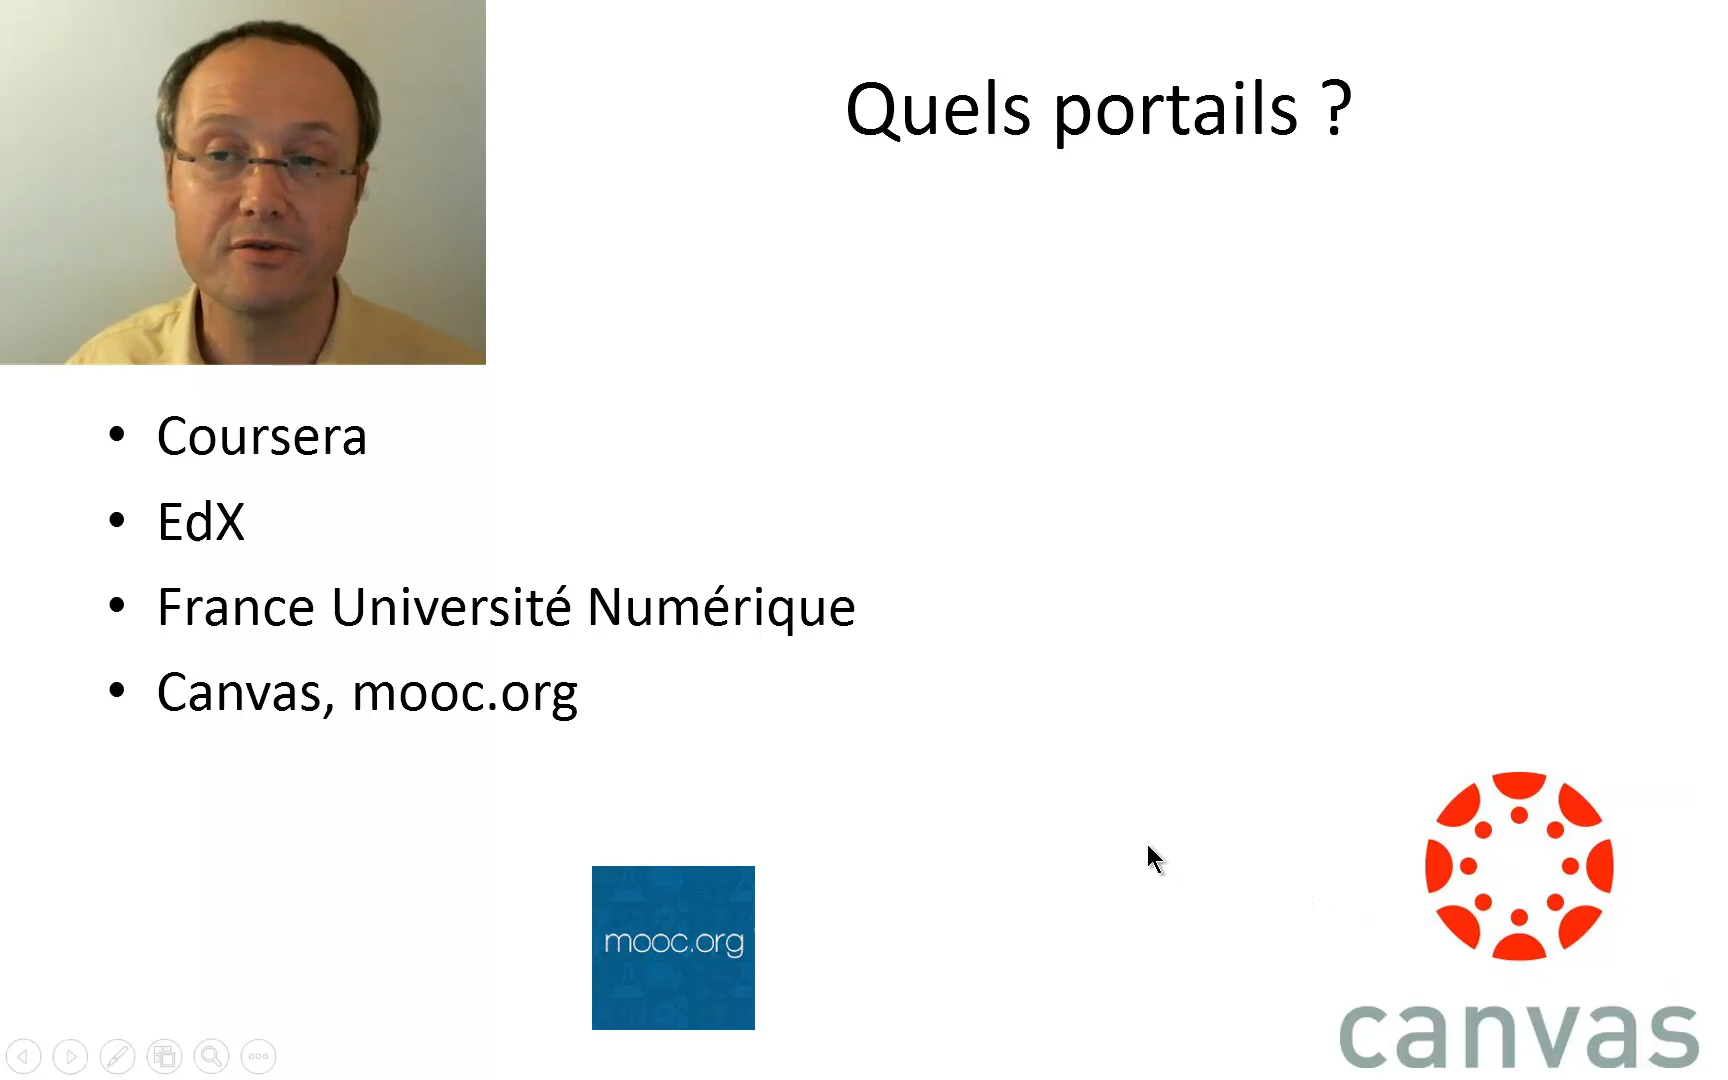 Quels portails ?
• Coursera
• EdX
• France Université Numérique
• Canvas, mooc.org
mooc.org
canvas